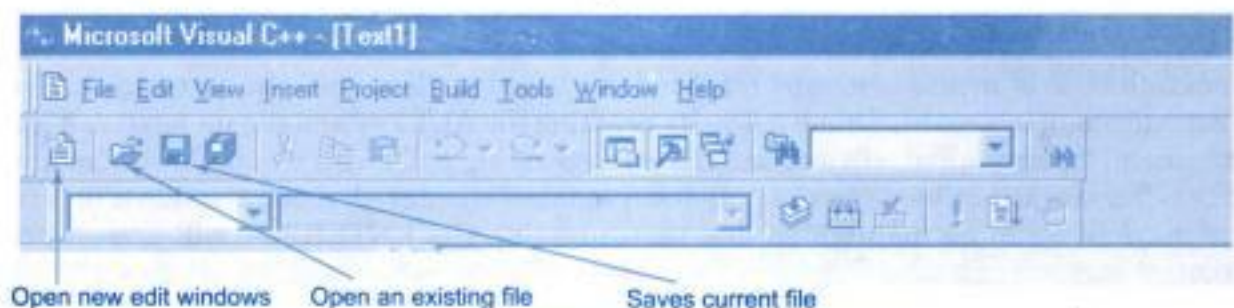 Microsoft Visual C++ - [Text1]
File Edit View Insert Project Build Tools Window Help
Open new edit windows Open an existing file Saves current file